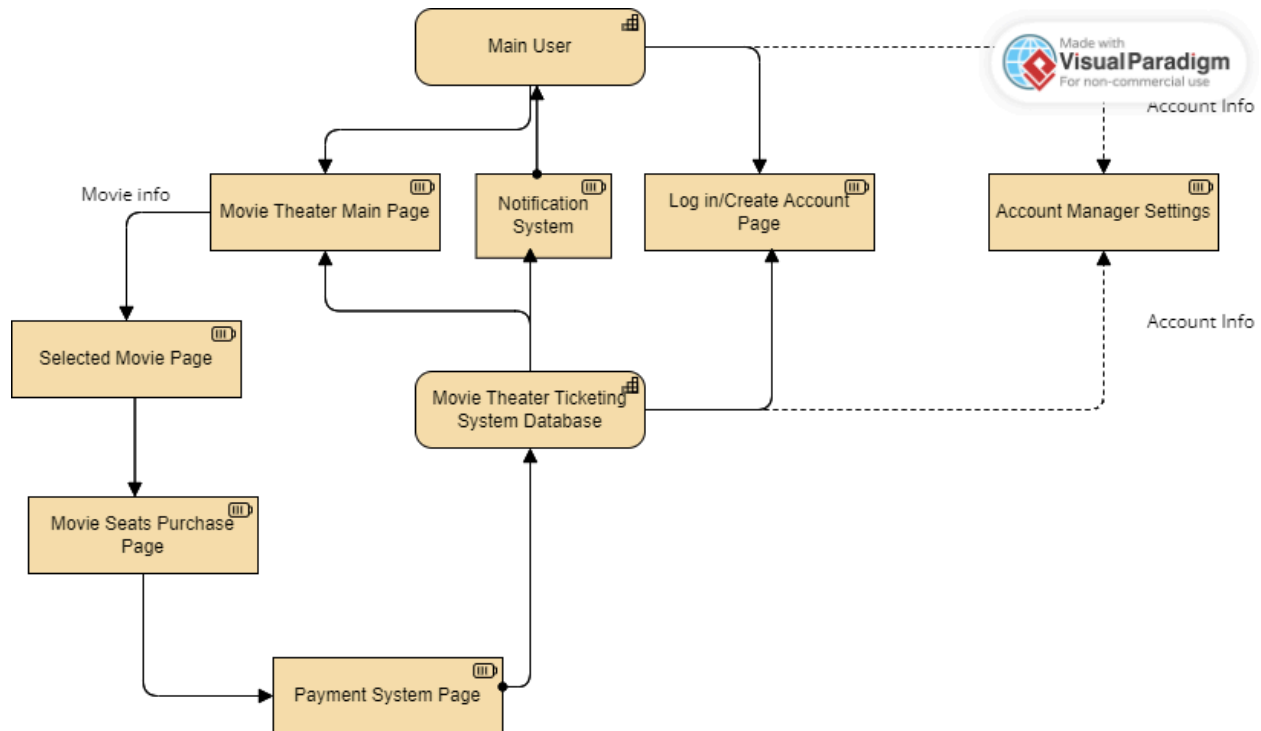 Main User
Made with
Visual Paradigm
For non-commercial use
Account Info
Movie info
Movie Theater Main Page
Notification
System
Log in/Create Account
Page
Account Manager Settings
Selected Movie Page
Account Info
Movie Theater Ticketing
System Database
Movie Seats Purchase
Page
Payment System Page